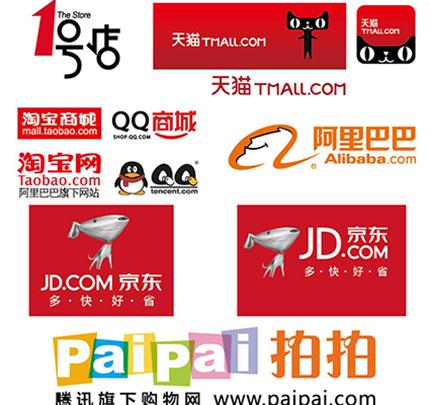 The Store
1号店
天猫 TMALL.COM
天猫
TMALL.COM
天猫 TMALL.COM
淘宝商城
mall.taobao.com
QQ商城
SHOP.QQ.COM
阿里巴巴
Alibaba.com
®
淘宝网
Taobao.com
阿里巴巴旗下网站
QQ
tencent.com
JD.COM 京东
多·快·好·省
JD京东
.COM
多·快·好·省
PaiPai 拍拍
腾讯旗下购物网 www.paipai.com